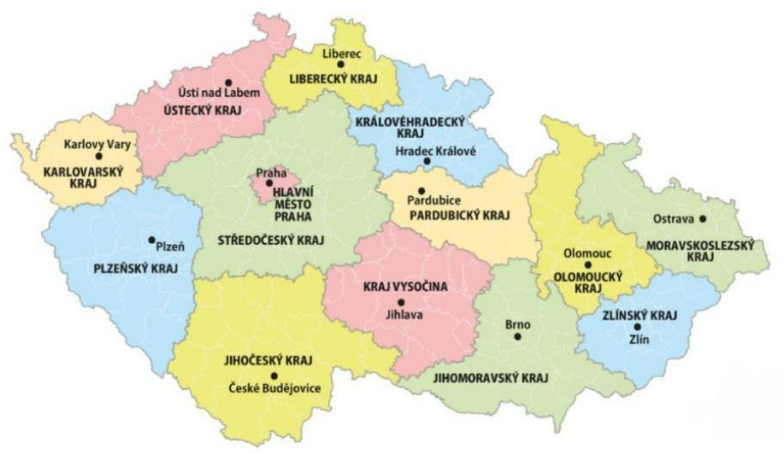 Liberec
LIBERECKÝ KRAJ
Ústí nad Labem
ÚSTECKÝ KRAJ
KRÁLOVÉHRADECKÝ
KRAJ
Hradec Králové
Karlovy Vary
KARLOVARSKÝ
KRAJ
Praha
HLAVNÍ
MĚSTO
PRAHA
STŘEDOČESKÝ KRAJ
Pardubice
PARDUBICKÝ KRAJ
Ostrava
MORAVSKOSLEZSKÝ
KRAJ
Plzeň
PLZEŇSKÝ KRAJ
Olomouc
OLOMOUCKÝ
KRAJ
KRAJ VYSOČINA
Jihlava
ZLÍNSKÝ KRAJ
Zlín
Brno
JIHOMORAVSKÝ KRAJ
JIHOČESKÝ KRAJ
České Budějovice